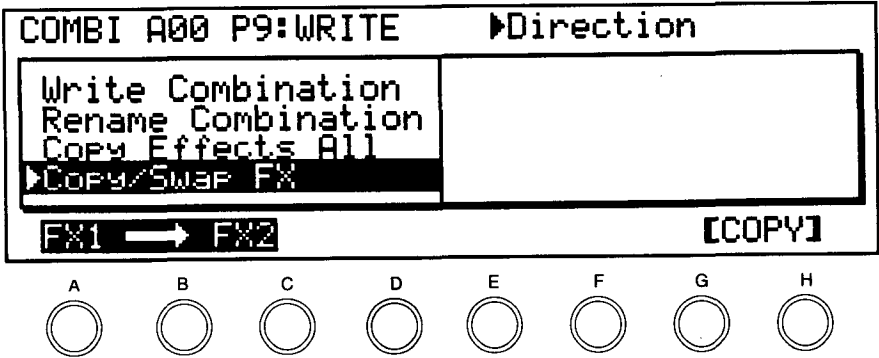 COMBI A00 P9:WRITE ▶Direction
Write Combination
Rename Combination
Copy Effects All
▶Copy/Swap FX
FX1 → FX2 [COPY]
A B C D E F G H